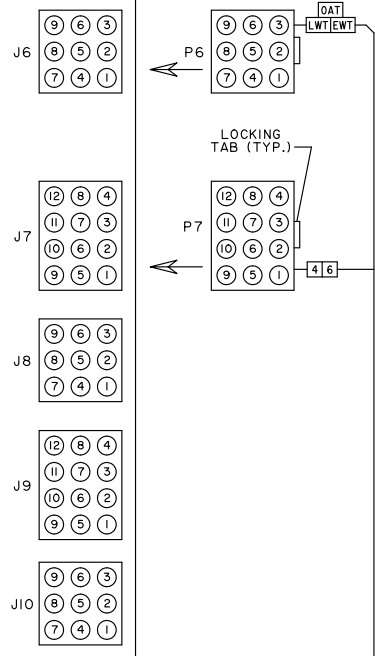 OAT
J6
9 6 3
8 5 2
7 4 1
P6
9 6 3
8 5 2
7 4 1
LWT EWT
LOCKING
TAB (TYP.)
J7
12 8 4
11 7 3
10 6 2
9 5 1
P7
12 8 4
11 7 3
10 6 2
9 5 1
4 6
J8
9 6 3
8 5 2
7 4 1
J9
12 8 4
11 7 3
10 6 2
9 5 1
J10
9 6 3
8 5 2
7 4 1